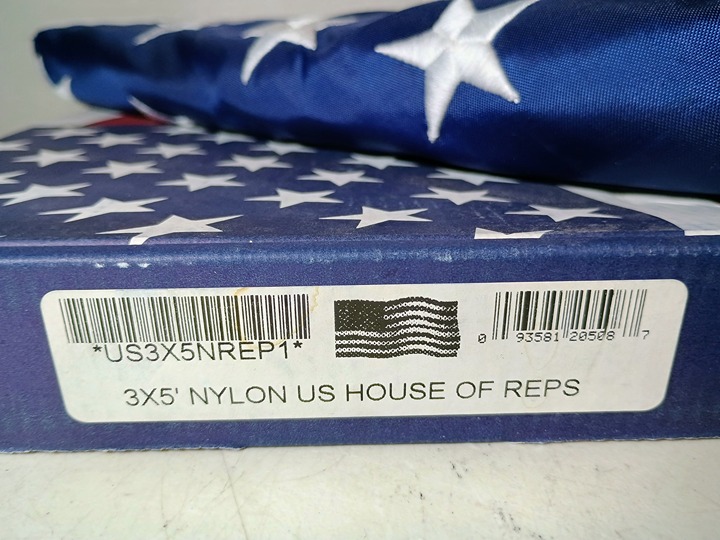 *US3X5NREP1*
0 93581 20508 7
3X5' NYLON US HOUSE OF REPS